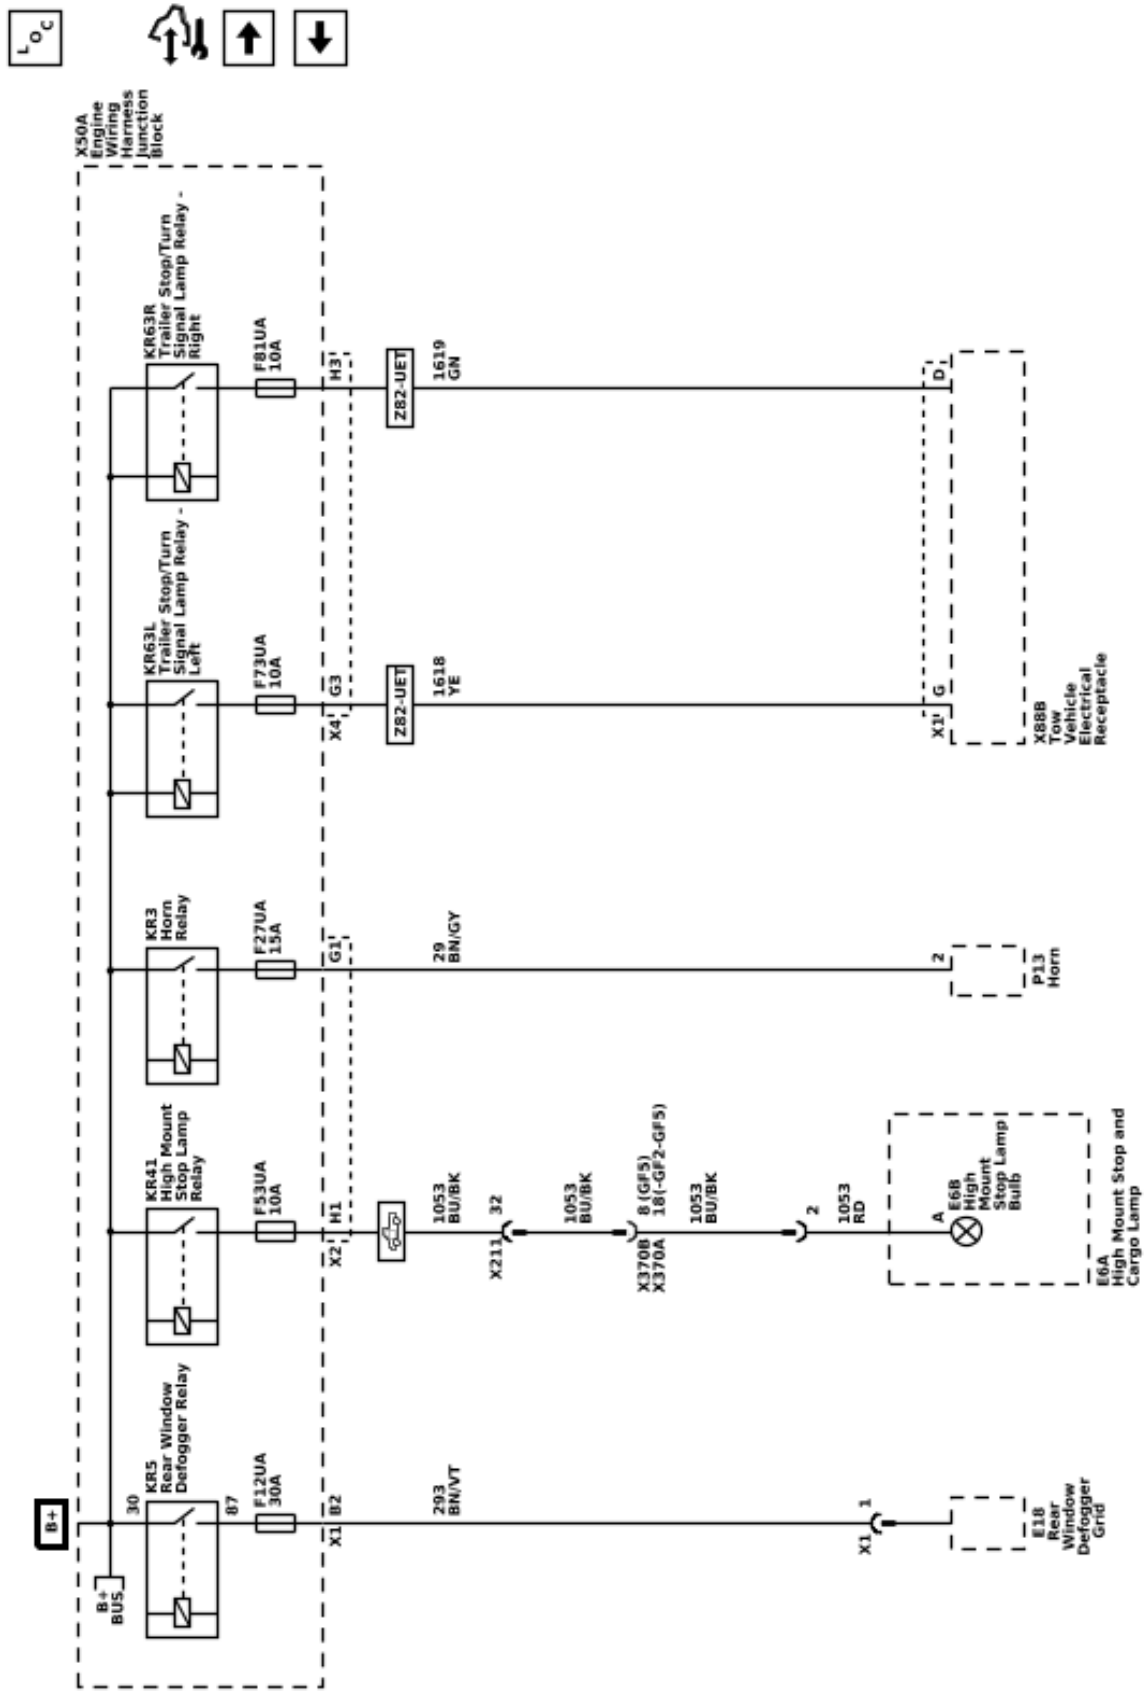 LOC
B+
B+
BUS
30
KR5
Rear Window
Defogger Relay
87
F12UA
30A
X1
B2
293
BN/VT
X1
1
E18
Rear
Window
Defogger
Grid
KR41
High Mount
Stop Lamp
Relay
F53UA
10A
X2
H1
1053
BU/BK
X211
32
1053
BU/BK
X370B
X370A
8 (GF5)
18(-GF2-GF5)
1053
BU/BK
2
1053
RD
A
E6B
High
Mount
Stop Lamp
Bulb
E6A
High Mount Stop and
Cargo Lamp
KR3
Horn
Relay
F27UA
15A
G1
29
BN/GY
2
P13
Horn
KR63L
Trailer Stop/Turn
Signal Lamp Relay -
Left
F73UA
10A
X4
G3
Z82-UET
1618
YE
X1
G
KR63R
Trailer Stop/Turn
Signal Lamp Relay -
Right
F81UA
10A
H3
Z82-UET
1619
GN
D
X88B
Tow
Vehicle
Electrical
Receptacle
X50A
Engine
Wiring
Harness
Junction
Block